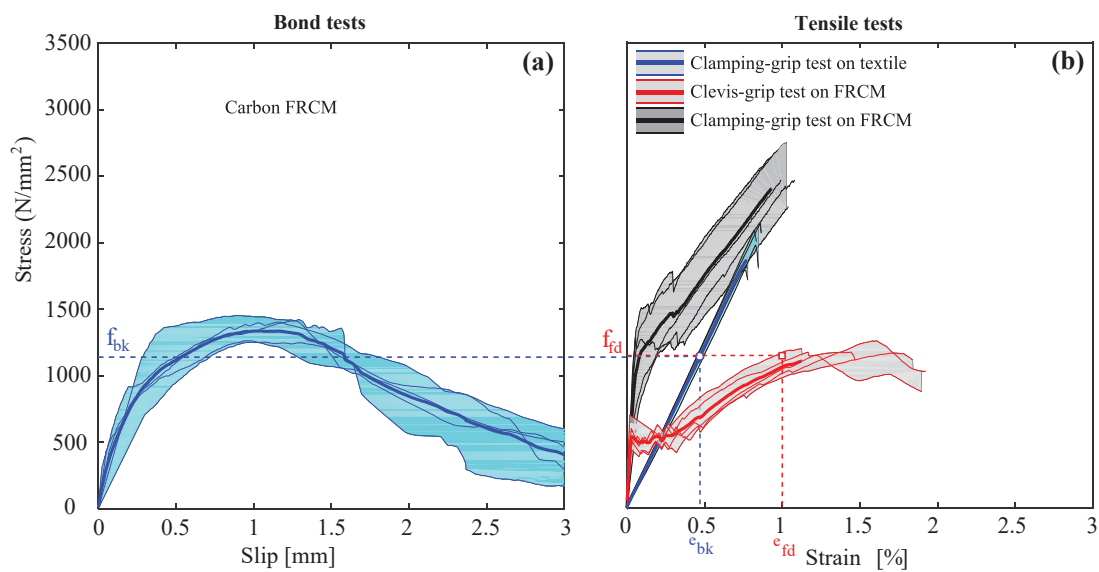 Bond tests
Tensile tests
3500
3000
2500
2000
1500
1000
500
0
Stress (N/mm²)
(a)
Carbon FRCM
f_bk
0 0.5 1 1.5 2 2.5 3
Slip [mm]
(b)
Clamping-grip test on textile
Clevis-grip test on FRCM
Clamping-grip test on FRCM
f_fd
0 0.5 1 1.5 2 2.5 3
e_bk e_fd
Strain [%]